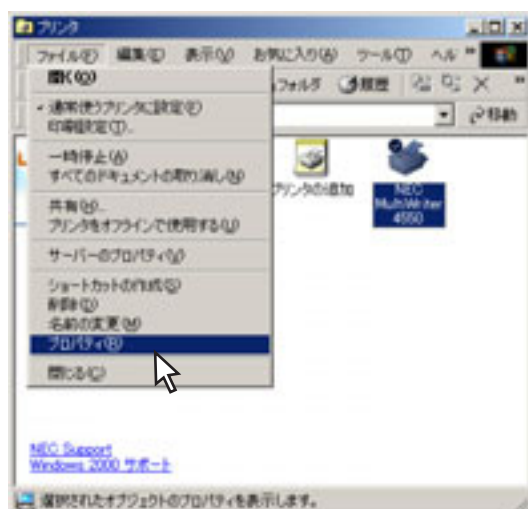 プリンタ
ファイル(F) 編集(E) 表示(V) お気に入り(A) ツール(T) ヘル »
フォルダ 履歴
移動
開く(O)
通常使うプリンタに設定(F)
印刷設定(T)...
一時停止(A)
すべてのドキュメントの取り消し(N)
共有(H)...
プリンタをオフラインで使用する(U)
サーバーのプロパティ(V)
ショートカットの作成(S)
削除(D)
名前の変更(M)
プロパティ(R)
閉じる(C)
プリンタの追加
NEC
MultiWriter
4550
NEC Support
Windows 2000 サポート
選択されたオブジェクトのプロパティを表示します。